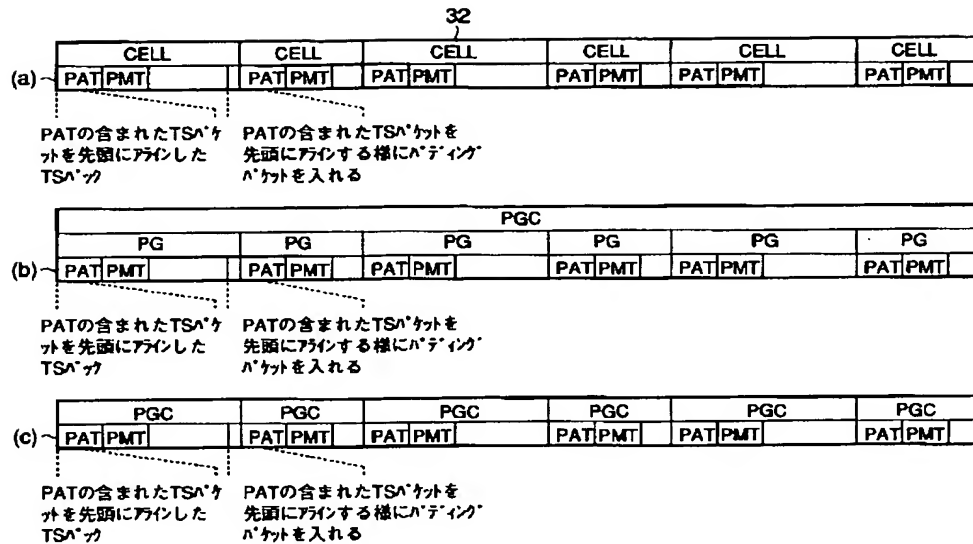 32
CELL CELL CELL CELL CELL CELL
(a) PAT PMT PAT PMT PAT PMT PAT PMT PAT PMT PAT PMT
PATの含まれたTSパケ PATの含まれたTSパケットを
ットを先頭にアラインした 先頭にアラインする様にパディング
TSパック パケットを入れる
PGC
PG PG PG PG PG PG
(b) PAT PMT PAT PMT PAT PMT PAT PMT PAT PMT PAT PMT
PATの含まれたTSパケ PATの含まれたTSパケットを
ットを先頭にアラインした 先頭にアラインする様にパディング
TSパック パケットを入れる
PGC PGC PGC PGC PGC PGC
(c) PAT PMT PAT PMT PAT PMT PAT PMT PAT PMT PAT PMT
PATの含まれたTSパケ PATの含まれたTSパケットを
ットを先頭にアラインした 先頭にアラインする様にパディング
TSパック パケットを入れる